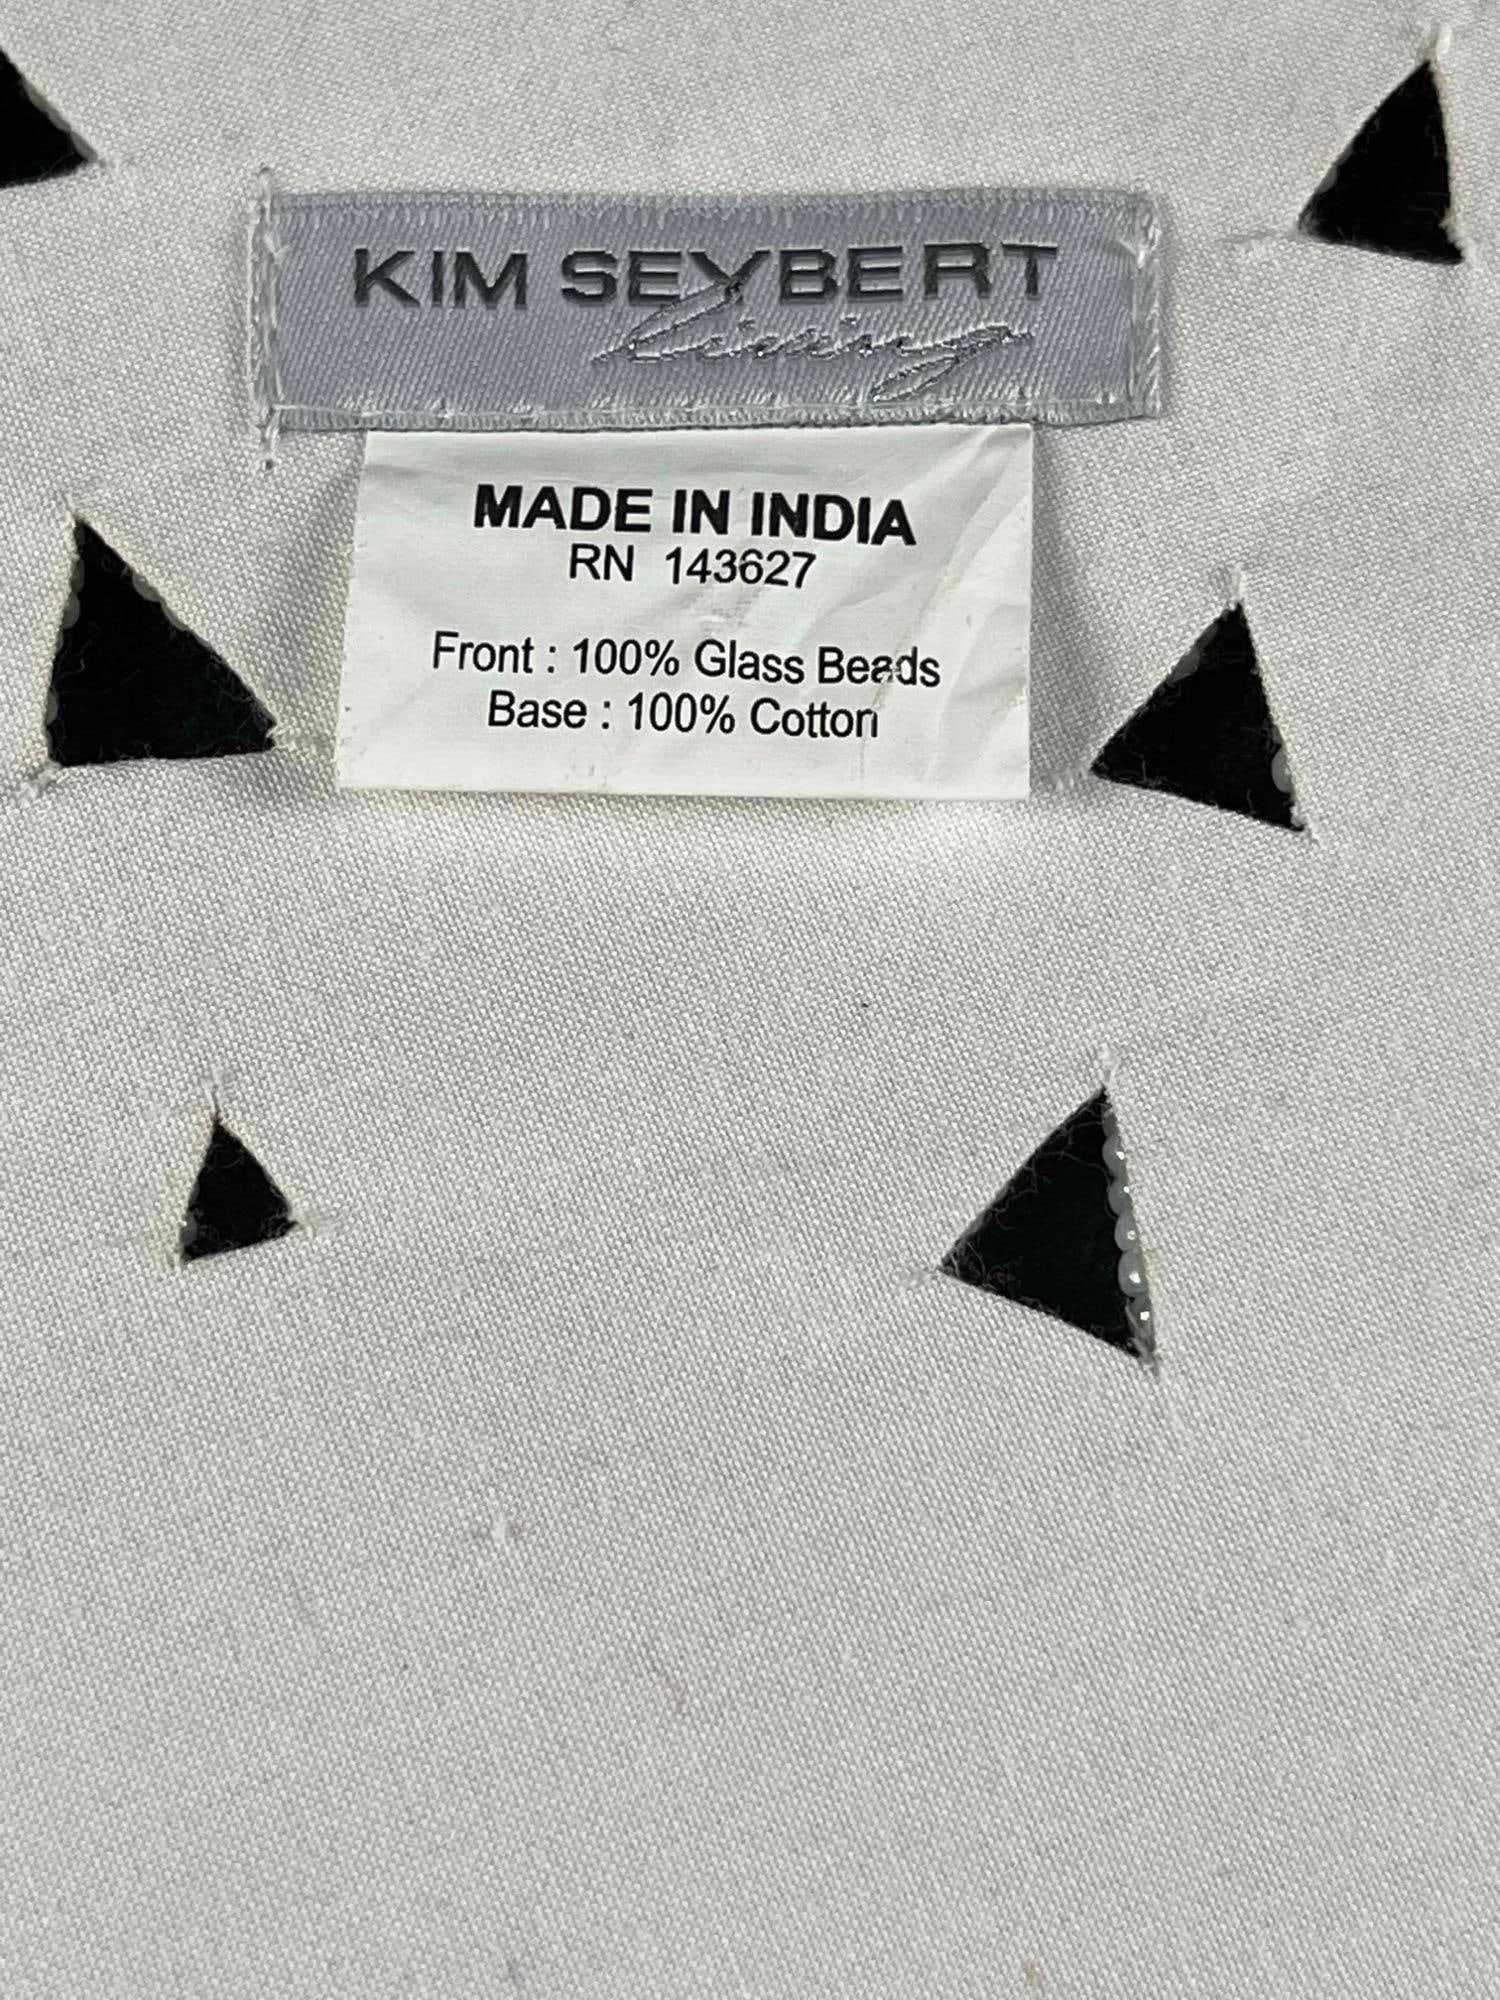 KIM SEYBERT
Living
MADE IN INDIA
RN 143627
Front : 100% Glass Beads
Base : 100% Cotton